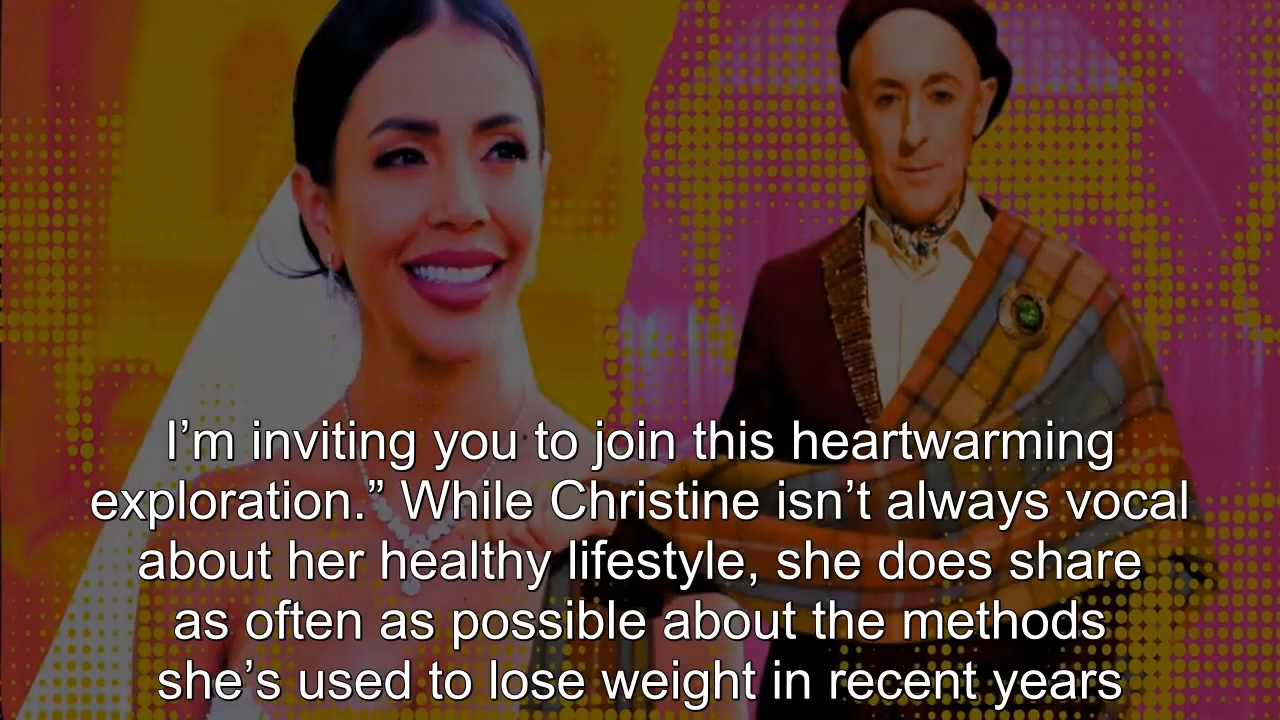 I’m inviting you to join this heartwarming
exploration.” While Christine isn’t always vocal
about her healthy lifestyle, she does share
as often as possible about the methods
she’s used to lose weight in recent years